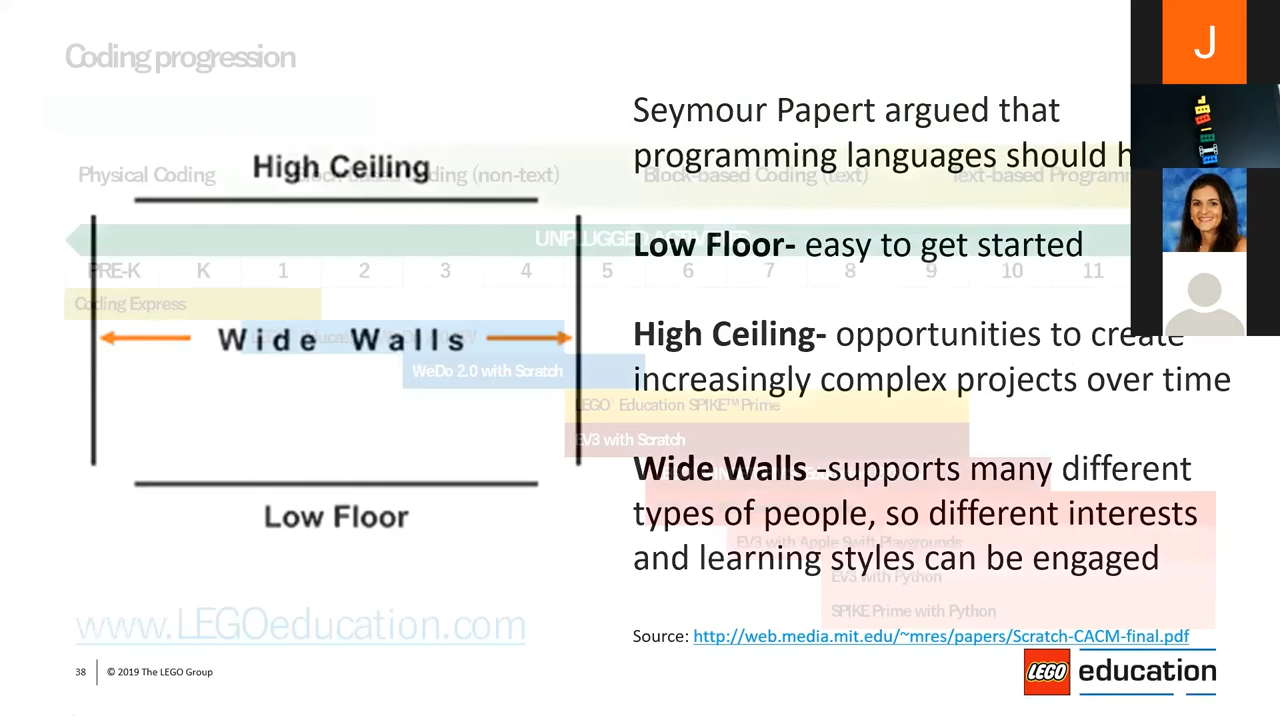 Coding progression
J
Seymour Papert argued that
programming languages should h
High Ceiling
Physical Coding
Coding (non-text)
Block-based Coding (text)
Text-based Programm
Low Floor- easy to get started
UNPLUGGED
PRE-K K 1 2 3 4 5 6 7 8 9 10 11
Coding Express
Wide Walls
High Ceiling- opportunities to create
increasingly complex projects over time
WeDo 2.0 with Scratch
LEGO® Education SPIKE™ Prime
EV3 with Scratch
Wide Walls -supports many different
types of people, so different interests
and learning styles can be engaged
Low Floor
EV3 with Apple Swift Playgrounds
EV3 with Python
SPIKE Prime with Python
www.LEGOeducation.com
Source: http://web.media.mit.edu/~mres/papers/Scratch-CACM-final.pdf
38 © 2019 The LEGO Group
LEGO education